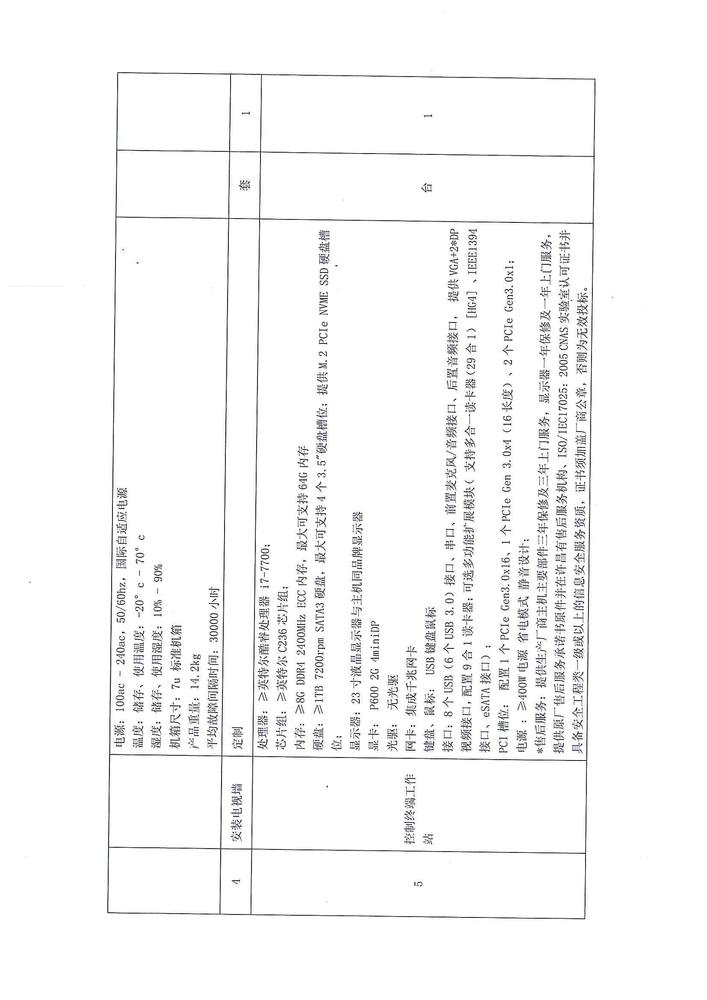 电源：100ac - 240ac，50/60hz，国际自适应电源
温度：储存、使用温度：-20° c - 70° c
湿度：储存、使用湿度：10% - 90%
机箱尺寸：7u 标准机箱
产品重量：14.2kg
平均故障间隔时间：30000 小时
4 安装电视墙 定制 套 1
处理器：≥英特尔酷睿处理器 i7-7700；
芯片组：≥英特尔 C236 芯片组；
内存：≥8G DDR4 2400MHz ECC 内存，最大可支持 64G 内存
硬盘：≥1TB 7200rpm SATA3 硬盘，最大可支持 4 个 3.5″硬盘槽位；提供 M.2 PCIe NVME SSD 硬盘槽
位；
显示器：23 寸液晶显示器与主机同品牌显示器
显卡： P600 2G 4miniDP
光驱： 无光驱
网卡：集成千兆网卡
键盘、鼠标： USB 键盘鼠标
接口：8 个 USB（6 个 USB 3.0）接口、串口、前置麦克风/音频接口、后置音频接口， 提供 VGA+2*DP
视频接口，配置 9 合 1 读卡器；可选多功能扩展模块（ 支持多合一读卡器（29 合 1）[HG4] 、IEEE1394
接口、eSATA 接口）；
PCI 槽位： 配置 1 个 PCIe Gen3.0x16、1 个 PCIe Gen 3.0x4（16 长度）、2 个 PCIe Gen3.0x1；
电源 ：≥400W 电源 省电模式 静音设计；
*售后服务：提供生产厂商主机主要部件三年保修及三年上门服务，显示器一年保修及一年上门服务，
提供原厂售后服务承诺书原件并在许昌有售后服务机构、ISO/IEC17025：2005 CNAS 实验室认可证书并
具备安全工程类一级或以上的信息安全服务资质，证书须加盖厂商公章，否则为无效投标。
5
控制终端工作
站
台
1